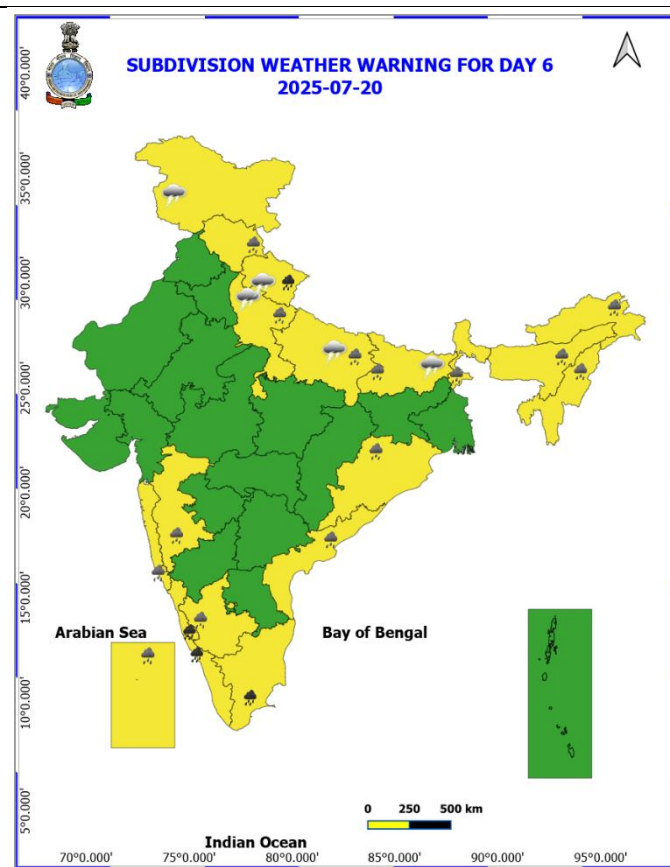 SUBDIVISION WEATHER WARNING FOR DAY 6
2025-07-20
40°0.000'
35°0.000'
30°0.000'
25°0.000'
20°0.000'
15°0.000'
10°0.000'
5°0.000'
Arabian Sea
Bay of Bengal
0 250 500 km
Indian Ocean
70°0.000' 75°0.000' 80°0.000' 85°0.000' 90°0.000' 95°0.000'